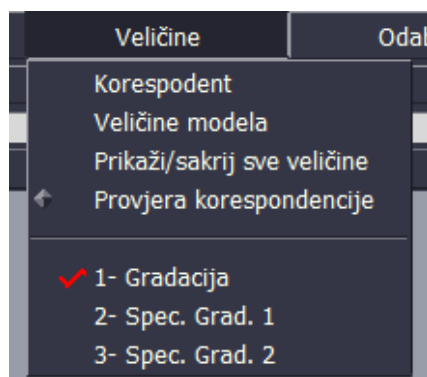 Veličine
Odab
Korespodent
Veličine modela
Prikaži/sakrij sve veličine
Provjera korespondencije
1- Gradacija
2- Spec. Grad. 1
3- Spec. Grad. 2